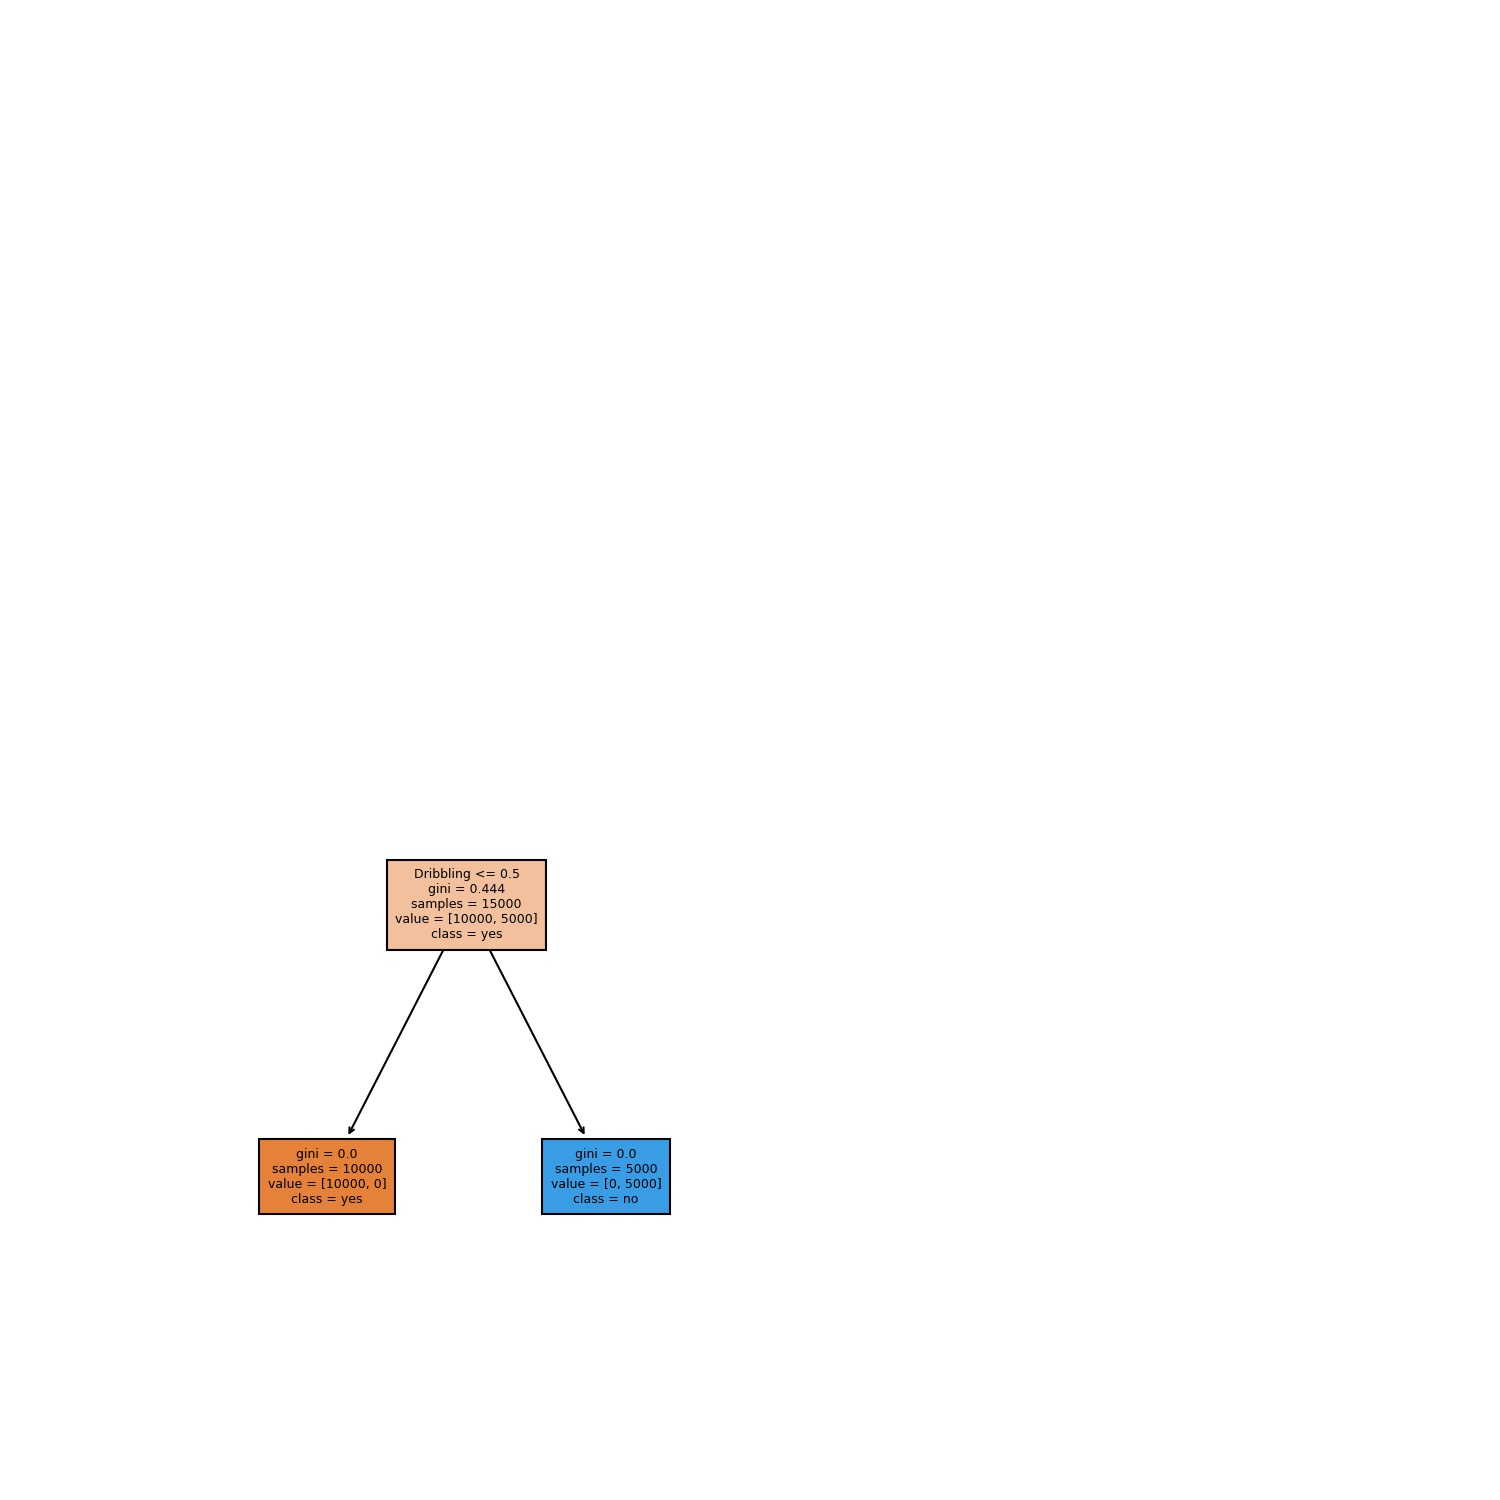 Dribbling <= 0.5
gini = 0.444
samples = 15000
value = [10000, 5000]
class = yes
gini = 0.0
samples = 10000
value = [10000, 0]
class = yes
gini = 0.0
samples = 5000
value = [0, 5000]
class = no